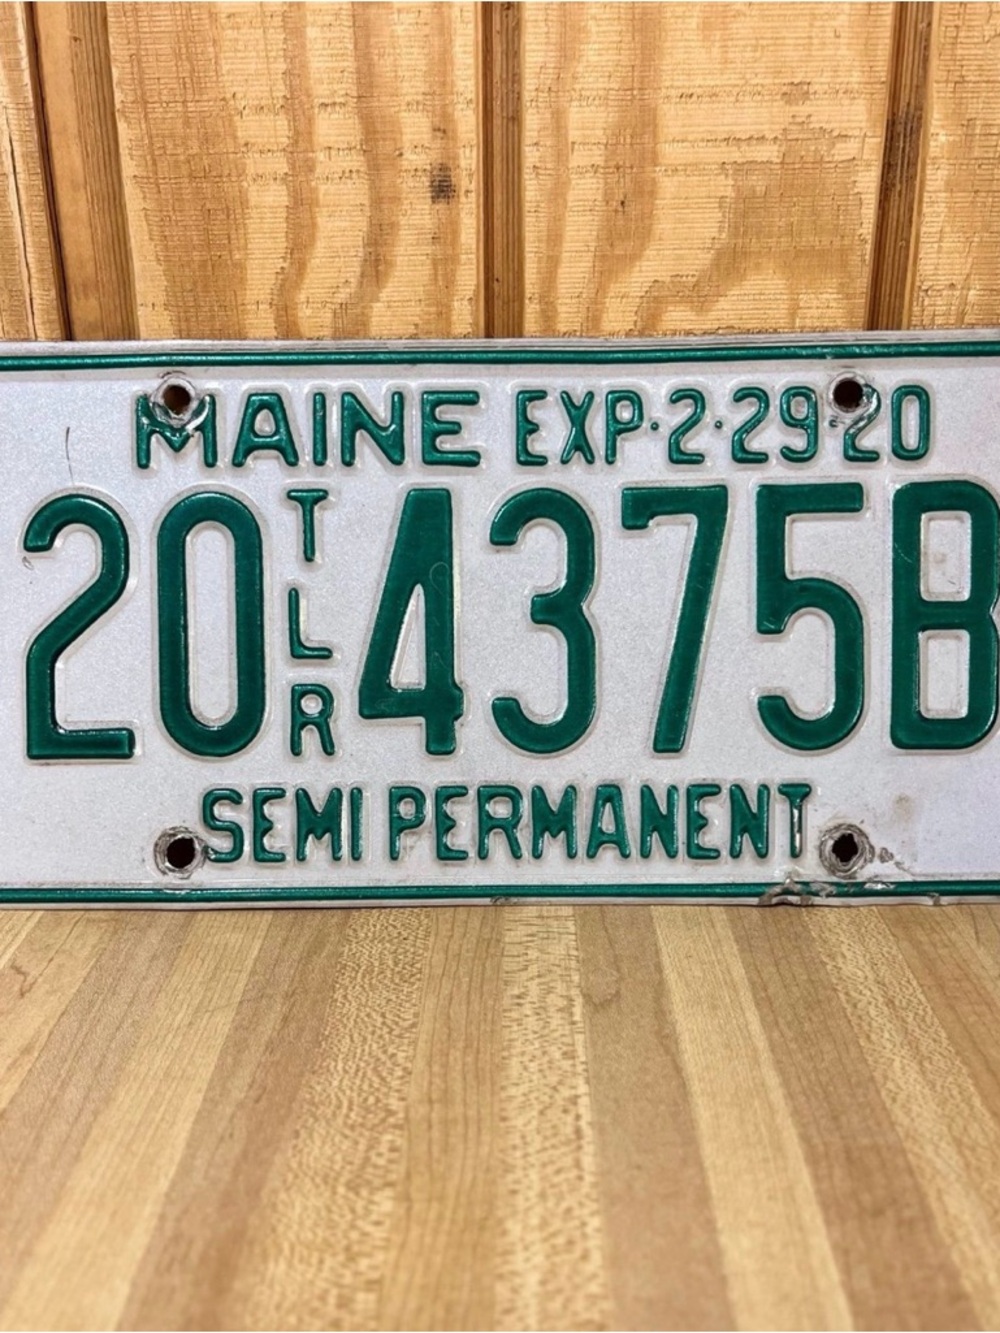 MAINE EXP·2·29·20
20 TLR 4375B
SEMI PERMANENT